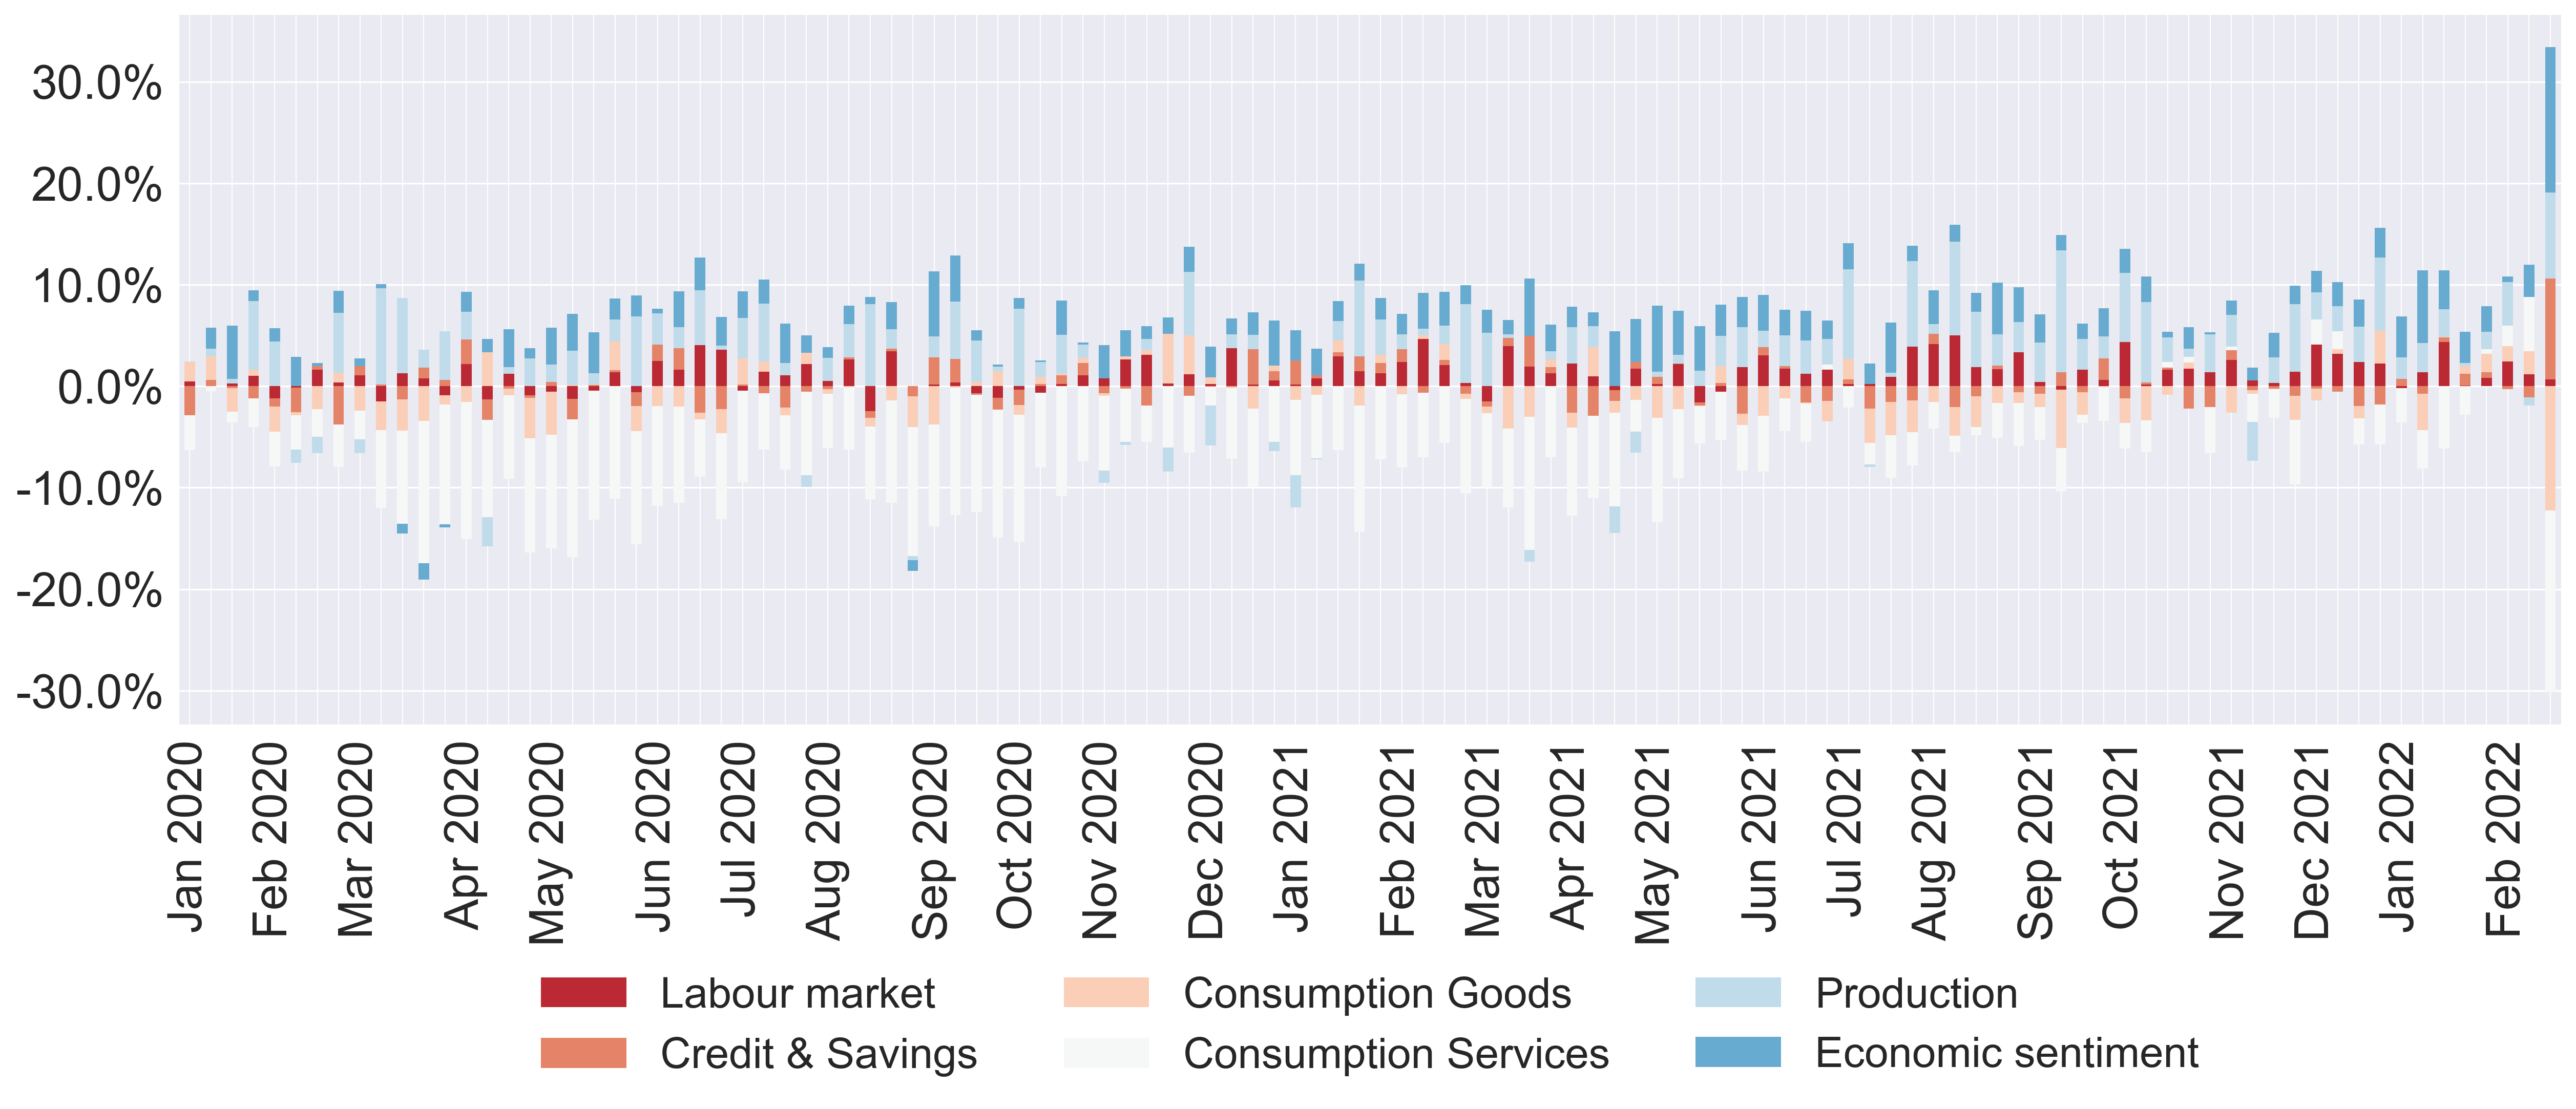 30.0%
20.0%
10.0%
0.0%
-10.0%
-20.0%
-30.0%
Jan 2020
Feb 2020
Mar 2020
Apr 2020
May 2020
Jun 2020
Jul 2020
Aug 2020
Sep 2020
Oct 2020
Nov 2020
Dec 2020
Jan 2021
Feb 2021
Mar 2021
Apr 2021
May 2021
Jun 2021
Jul 2021
Aug 2021
Sep 2021
Oct 2021
Nov 2021
Dec 2021
Jan 2022
Feb 2022
Labour market
Credit & Savings
Consumption Goods
Consumption Services
Production
Economic sentiment